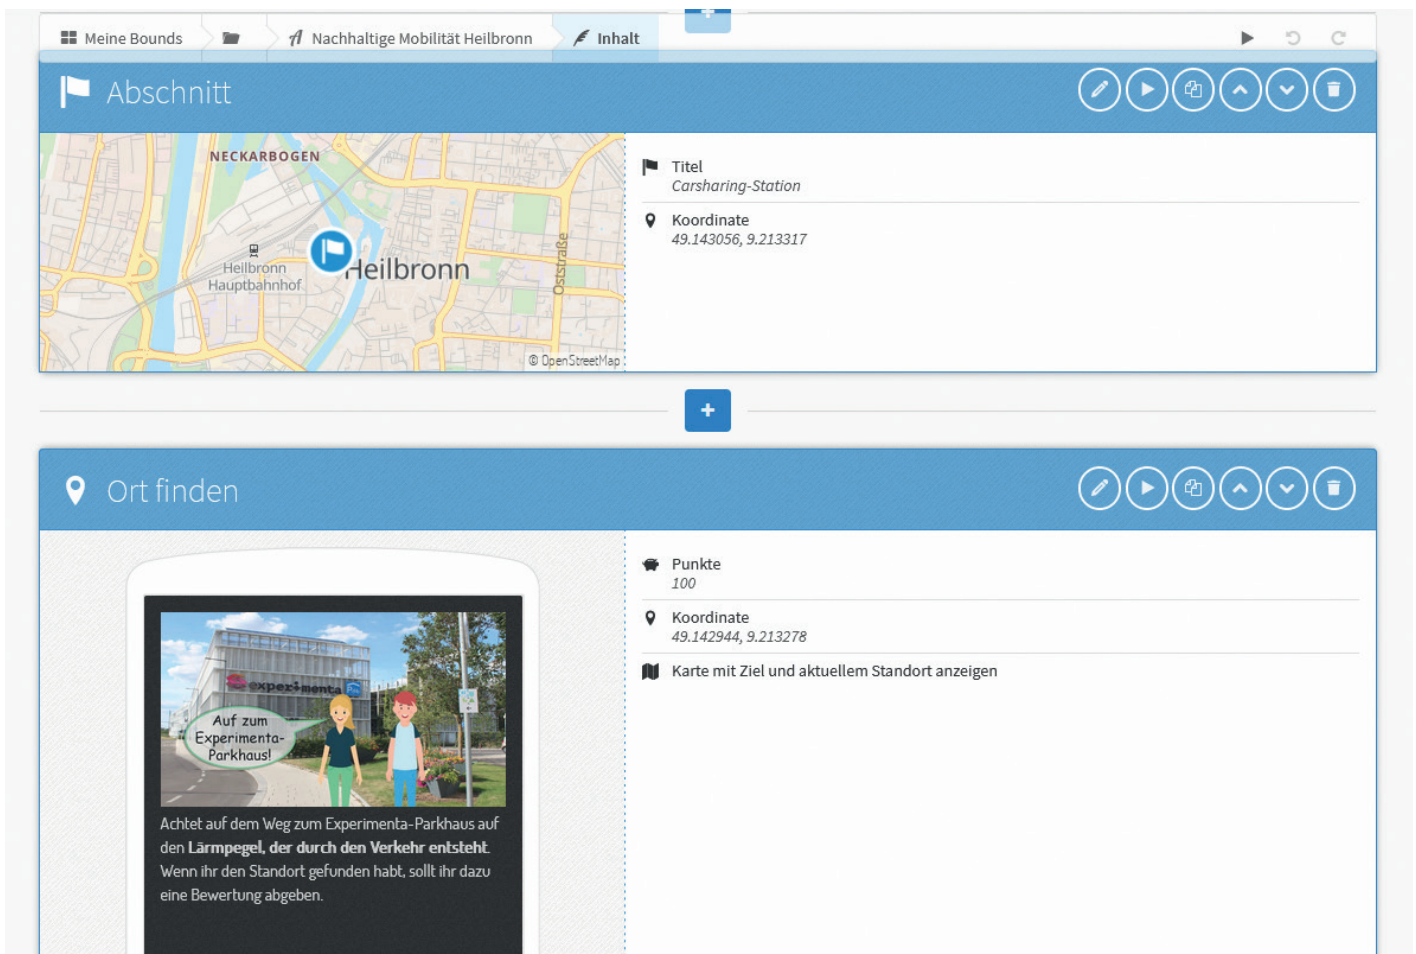 Meine Bounds
Nachhaltige Mobilität Heilbronn
Inhalt
Abschnitt
NECKARBOGEN
Heilbronn
Hauptbahnhof
Heilbronn
Oststraße
© OpenStreetMap
Titel
Carsharing-Station
Koordinate
49.143056, 9.213317
Ort finden
experimenta
Auf zum
Experimenta-
Parkhaus!
Achtet auf dem Weg zum Experimenta-Parkhaus auf
den Lärmpegel, der durch den Verkehr entsteht.
Wenn ihr den Standort gefunden habt, sollt ihr dazu
eine Bewertung abgeben.
Punkte
100
Koordinate
49.142944, 9.213278
Karte mit Ziel und aktuellem Standort anzeigen